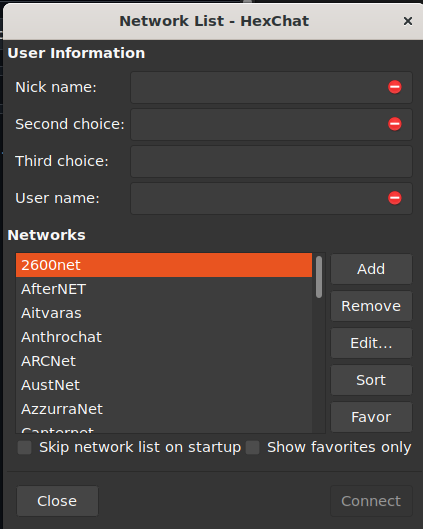 Network List - HexChat
User Information
Nick name:
Second choice:
Third choice:
User name:
Networks
2600net
AfterNET
Aitvaras
Anthrochat
ARCNet
AustNet
AzzurraNet
Canternet
Add
Remove
Edit...
Sort
Favor
Skip network list on startup
Show favorites only
Close
Connect